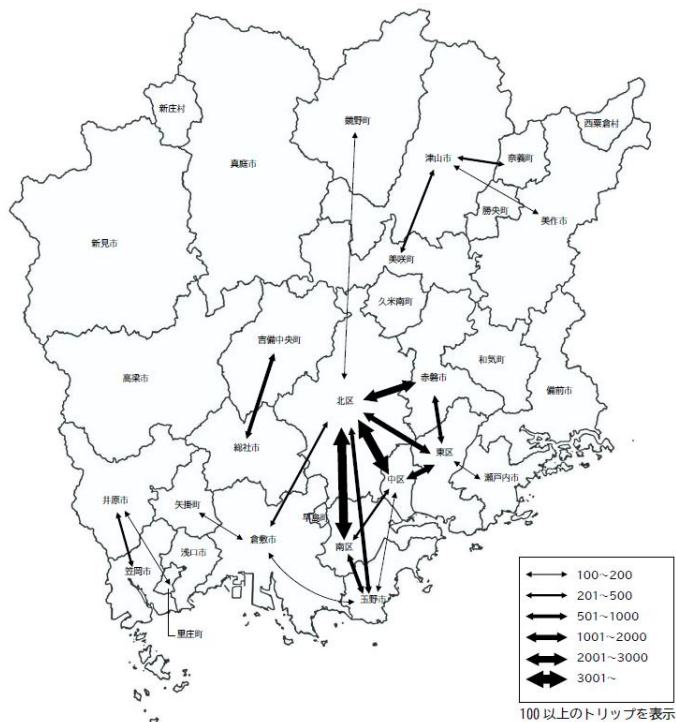 新庄村
真庭市
鏡野町
津山市
奈義町
西粟倉村
勝央町
美作市
新見市
美咲町
久米南町
吉備中央町
和気町
赤磐市
高梁市
備前市
北区
総社市
東区
中区
瀬戸内市
井原市
矢掛町
早島町
倉敷市
南区
浅口市
笠岡市
玉野市
里庄町
100~200
201~500
501~1000
1001~2000
2001~3000
3001~
100以上のトリップを表示